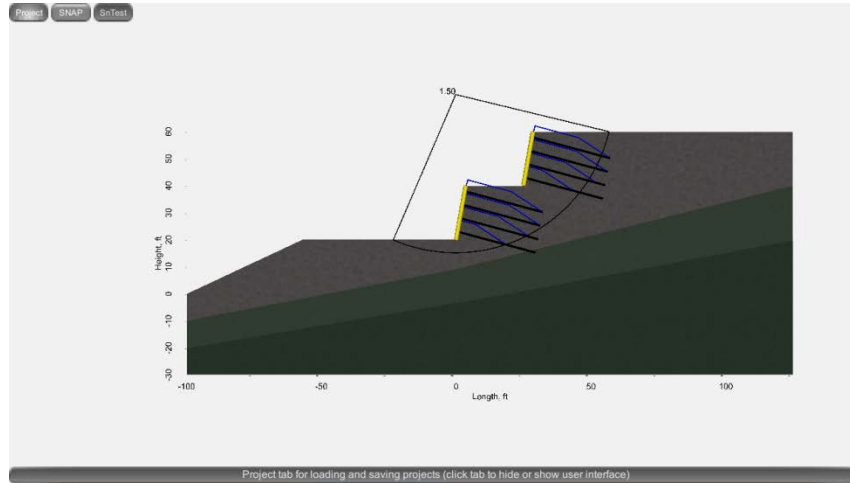 Project SNAP SnTest
1.50
60
50
40
30
20
10
0
-10
-20
-30
Height, ft
-100 -50 0 50 100
Length, ft
Project tab for loading and saving projects (click tab to hide or show user interface)